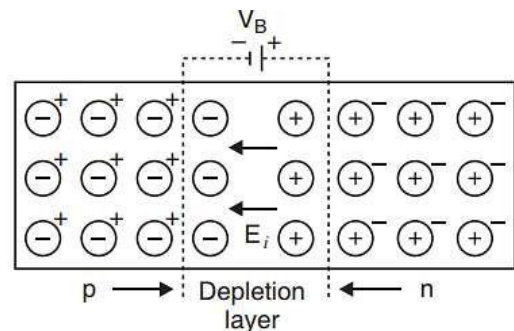 V_B
− +
− + − + − + − + + − + − + −
− + − + − + − + + − + − + −
E_i
− + − + − + − + + − + − + −
p Depletion n
layer